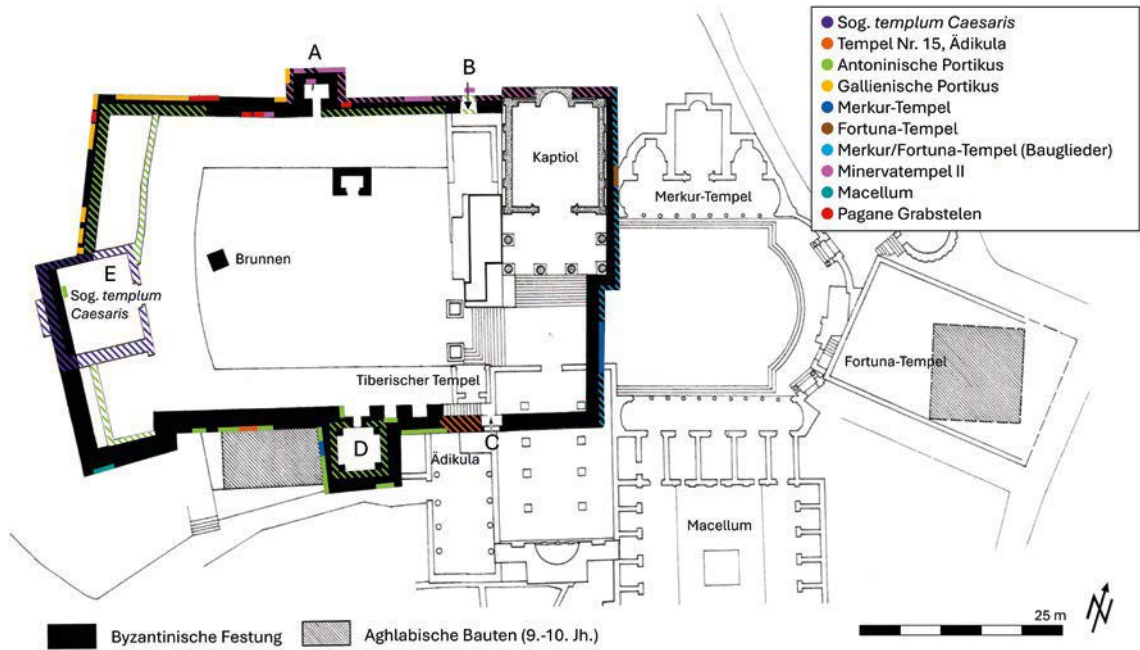 A
B
Kaptiol
Merkur-Tempel
E
Sog. templum
Caesaris
Brunnen
Tiberischer Tempel
Fortuna-Tempel
C
D
Ädikula
Macellum
Sog. templum Caesaris
Tempel Nr. 15, Ädikula
Antoninische Portikus
Gallienische Portikus
Merkur-Tempel
Fortuna-Tempel
Merkur/Fortuna-Tempel (Bauglieder)
Minervatempel II
Macellum
Pagane Grabstelen
Byzantinische Festung
Aghlabische Bauten (9.-10. Jh.)
25 m
N